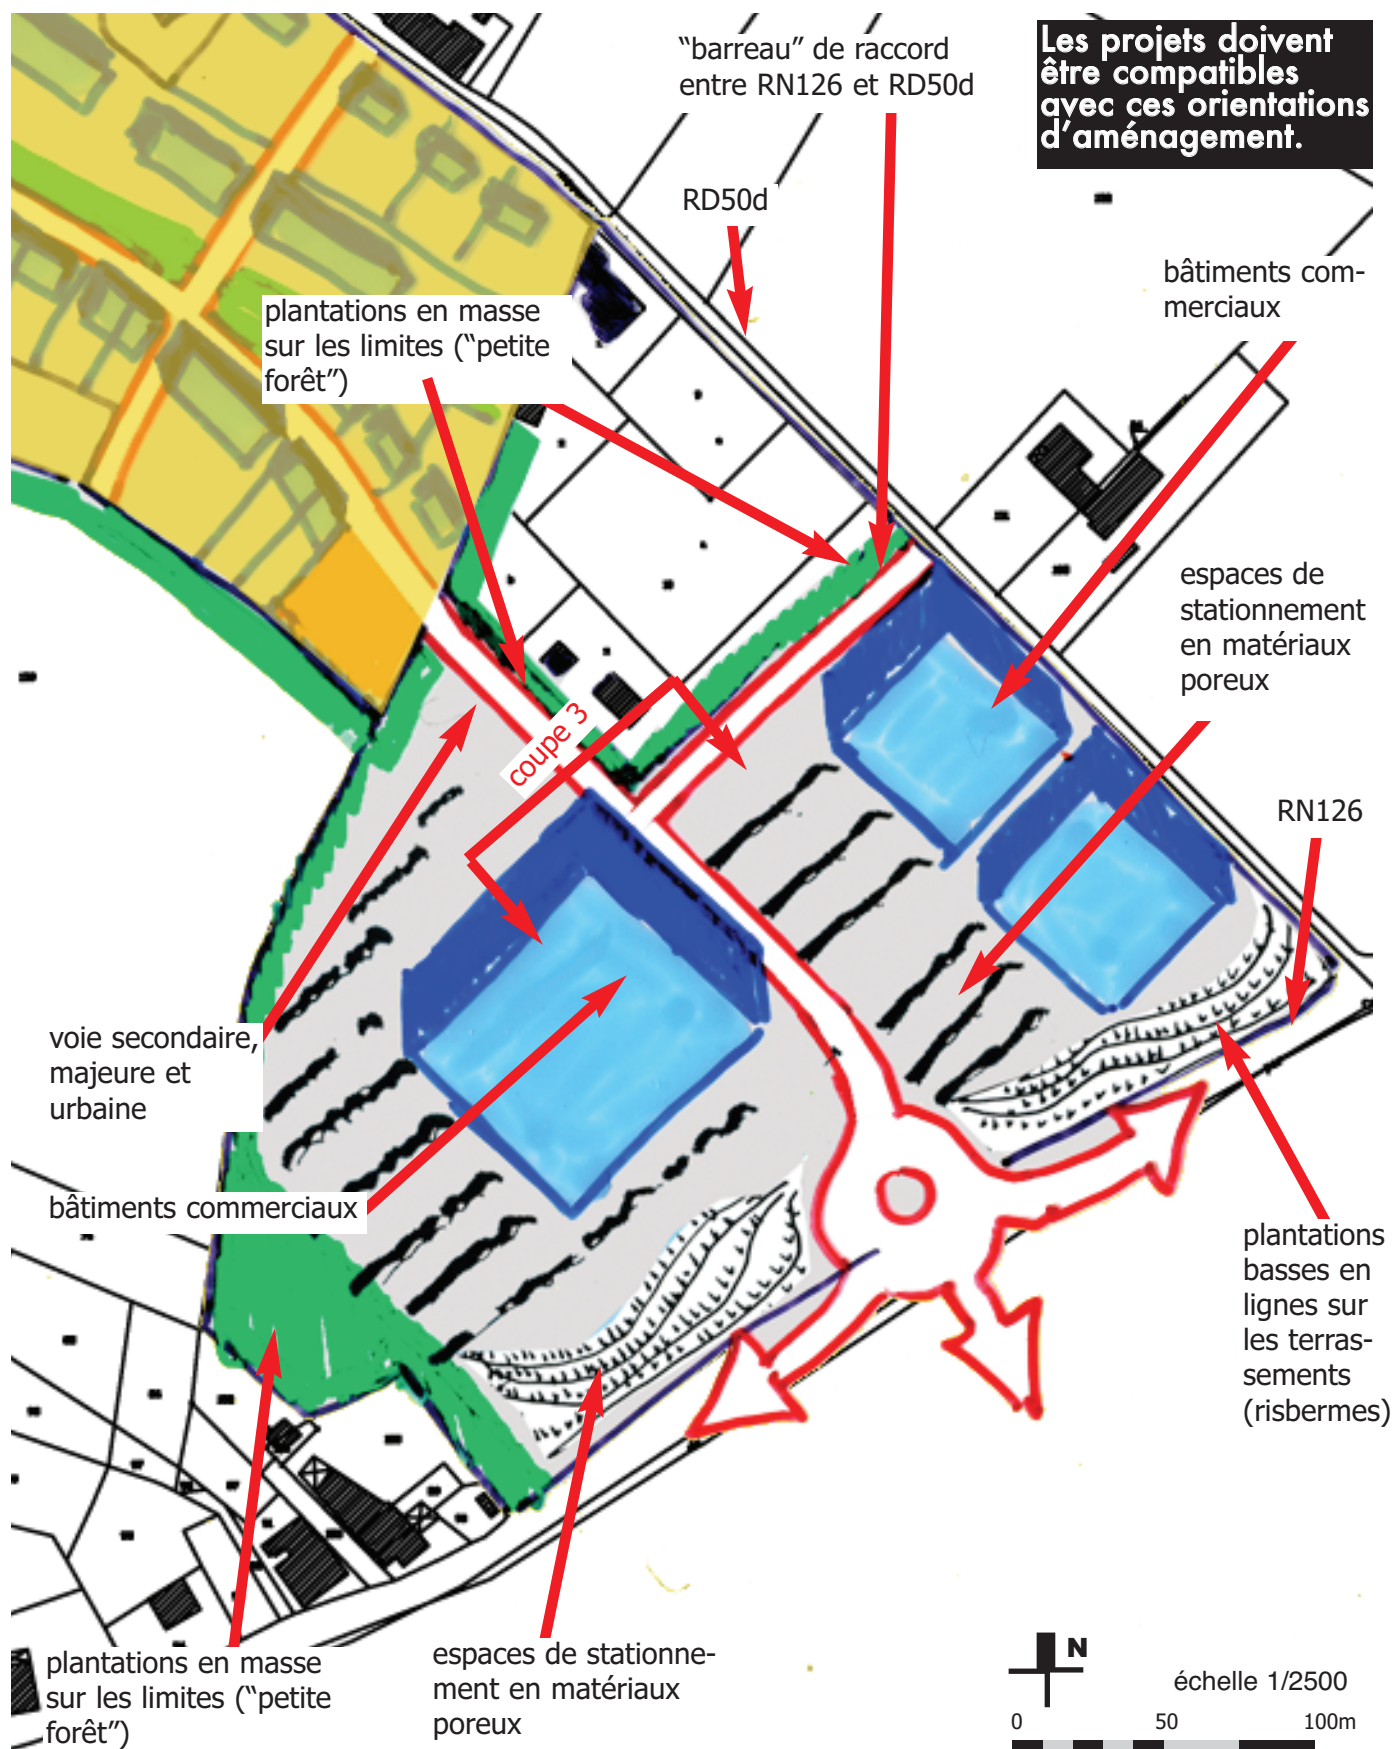 “barreau” de raccord
entre RN126 et RD50d
Les projets doivent
être compatibles
avec ces orientations
d’aménagement.
RD50d
bâtiments com-
merciaux
plantations en masse
sur les limites (“petite
forêt”)
espaces de
stationnement
en matériaux
poreux
coupe 3
RN126
voie secondaire,
majeure et
urbaine
bâtiments commerciaux
plantations
basses en
lignes sur
les terras-
sements
(risbermes)
plantations en masse
sur les limites (“petite
forêt”)
espaces de stationne-
ment en matériaux
poreux
N
échelle 1/2500
0 50 100m